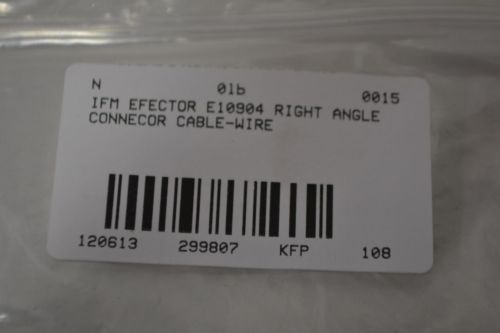 N 01b 0015
IFM EFECTOR E10904 RIGHT ANGLE
CONNECOR CABLE-WIRE
120613 299807 KFP 108